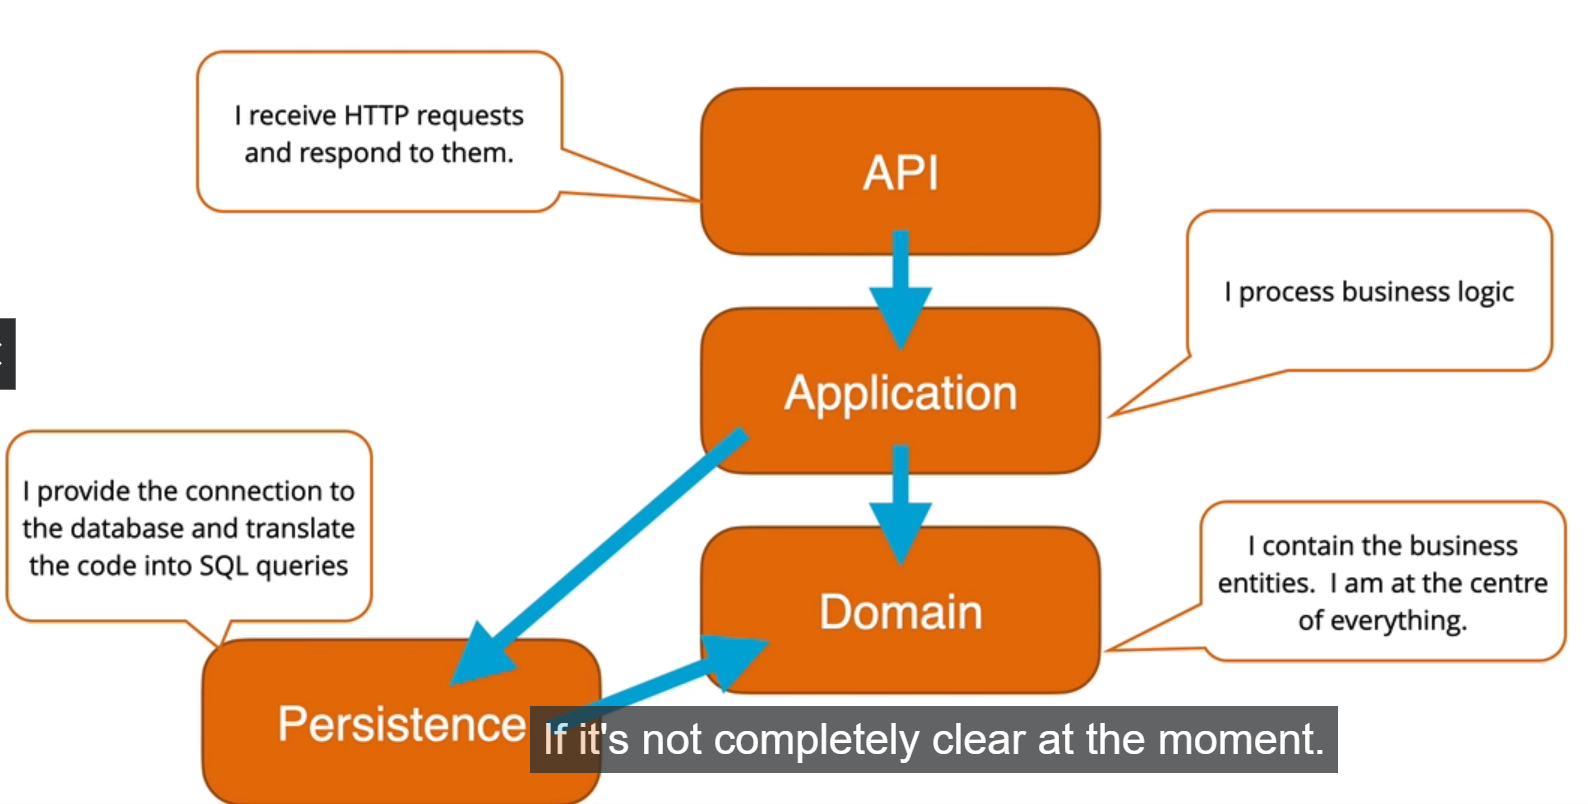 I receive HTTP requests
and respond to them.
API
I process business logic
Application
I provide the connection to
the database and translate
the code into SQL queries
I contain the business
entities. I am at the centre
of everything.
Domain
Persistence
If it's not completely clear at the moment.